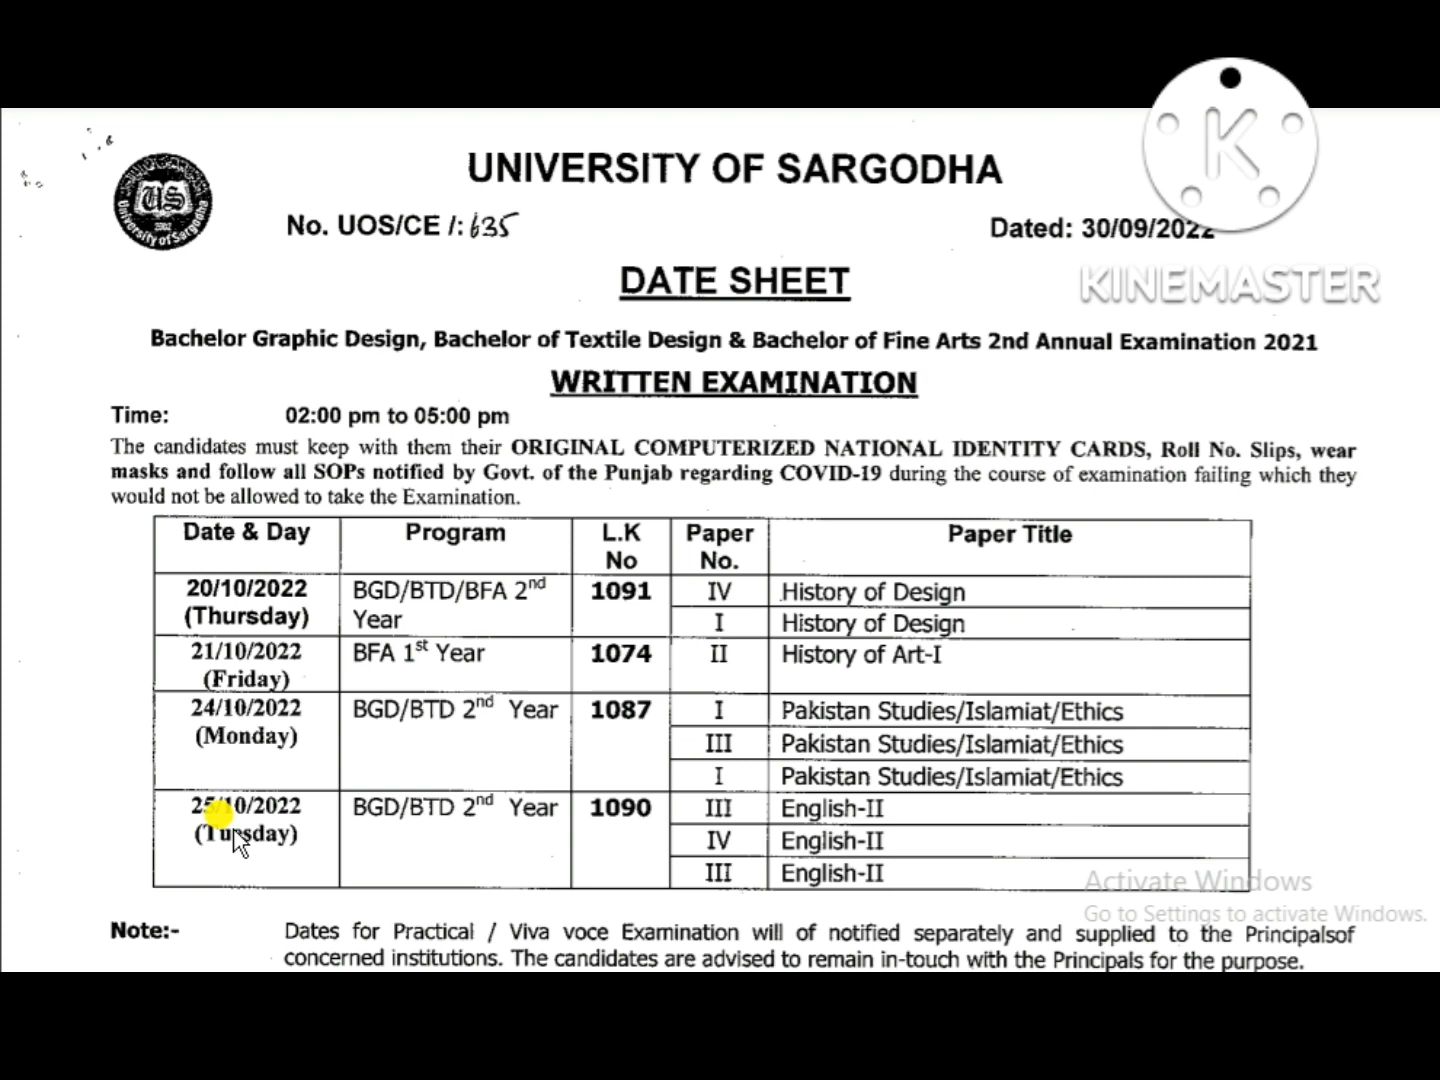 K
UNIVERSITY OF SARGODHA
US
2002
University of Sargodha
No. UOS/CE /: 635
Dated: 30/09/2022
KINEMASTER
DATE SHEET
Bachelor Graphic Design, Bachelor of Textile Design & Bachelor of Fine Arts 2nd Annual Examination 2021
WRITTEN EXAMINATION
Time: 02:00 pm to 05:00 pm
The candidates must keep with them their ORIGINAL COMPUTERIZED NATIONAL IDENTITY CARDS, Roll No. Slips, wear
masks and follow all SOPs notified by Govt. of the Punjab regarding COVID-19 during the course of examination failing which they
would not be allowed to take the Examination.
Date & Day Program L.K No Paper No. Paper Title
20/10/2022 (Thursday) BGD/BTD/BFA 2nd Year 1091 IV History of Design
I History of Design
21/10/2022 (Friday) BFA 1st Year 1074 II History of Art-I
24/10/2022 (Monday) BGD/BTD 2nd Year 1087 I Pakistan Studies/Islamiat/Ethics
III Pakistan Studies/Islamiat/Ethics
I Pakistan Studies/Islamiat/Ethics
25/10/2022 (Tursday) BGD/BTD 2nd Year 1090 III English-II
IV English-II
III English-II
Activate Windows
Go to Settings to activate Windows.
Note:- Dates for Practical / Viva voce Examination will of notified separately and supplied to the Principalsof
concerned institutions. The candidates are advised to remain in-touch with the Principals for the purpose.